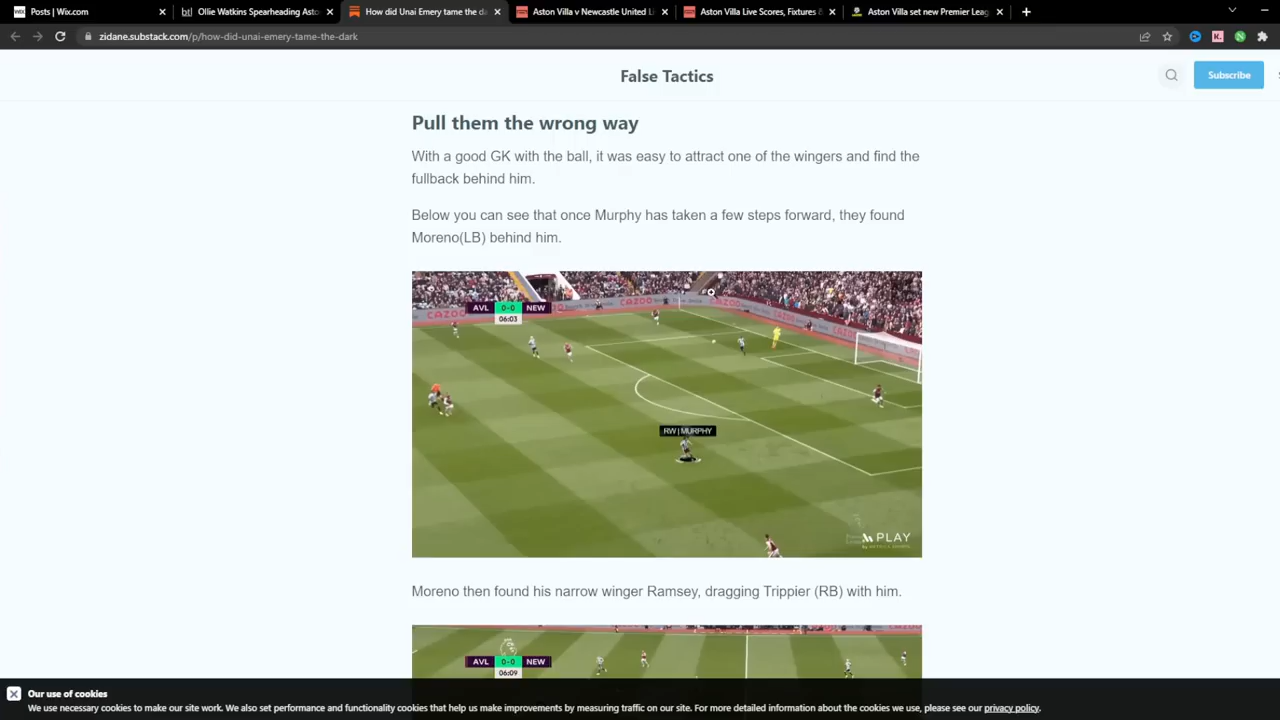 Posts | Wix.com
Ollie Watkins Spearheading Asto
How did Unai Emery tame the da
Aston Villa v Newcastle United Li
Aston Villa Live Scores, Fixtures &
Aston Villa set new Premier Leag
zidane.substack.com/p/how-did-unai-emery-tame-the-dark
False Tactics
Subscribe
Pull them the wrong way
With a good GK with the ball, it was easy to attract one of the wingers and find the
fullback behind him.
Below you can see that once Murphy has taken a few steps forward, they found
Moreno(LB) behind him.
AVL 0-0 NEW
06:03
CAZOO
RW | MURPHY
PLAY
Moreno then found his narrow winger Ramsey, dragging Trippier (RB) with him.
AVL 0-0 NEW
06:09
Our use of cookies
We use necessary cookies to make our site work. We also set performance and functionality cookies that help us make improvements by measuring traffic on our site. For more detailed information about the cookies we use, please see our privacy policy.